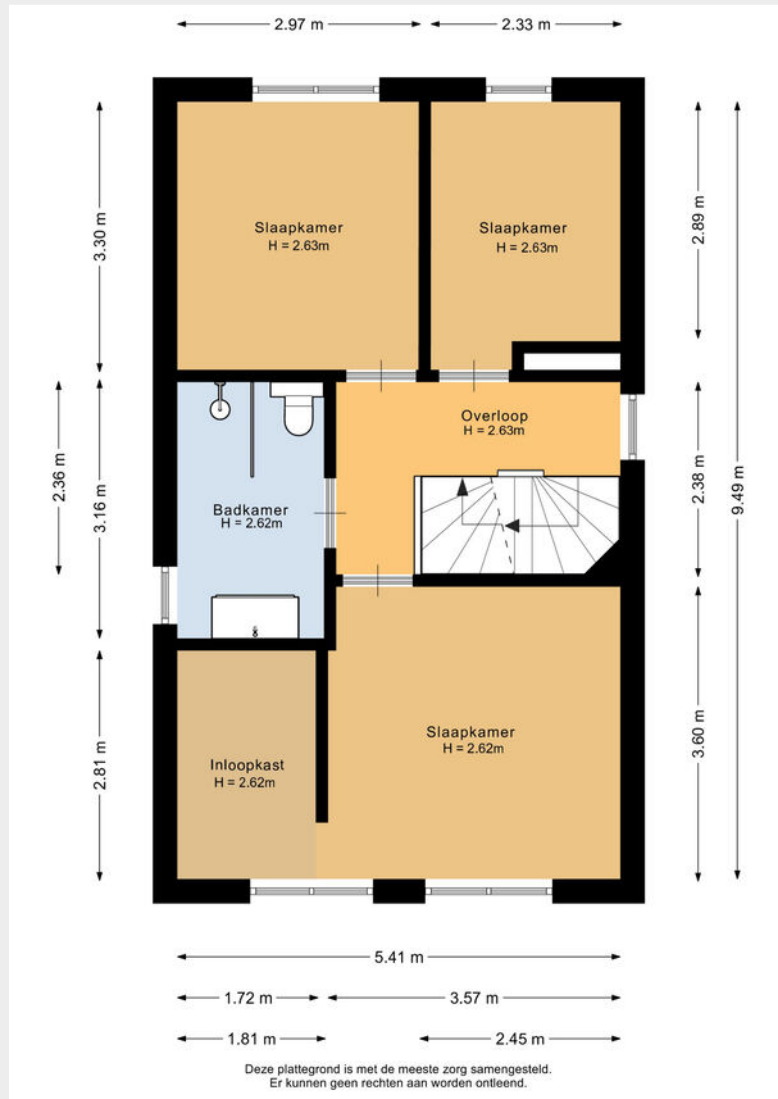 2.97 m
2.33 m
3.30 m
2.89 m
9.49 m
Slaapkamer
H = 2.63m
Slaapkamer
H = 2.63m
Overloop
H = 2.63m
2.36 m
3.16 m
2.38 m
Badkamer
H = 2.62m
Slaapkamer
H = 2.62m
Inloopkast
H = 2.62m
2.81 m
3.60 m
5.41 m
1.72 m
3.57 m
1.81 m
2.45 m
Deze plattegrond is met de meeste zorg samengesteld.
Er kunnen geen rechten aan worden ontleend.